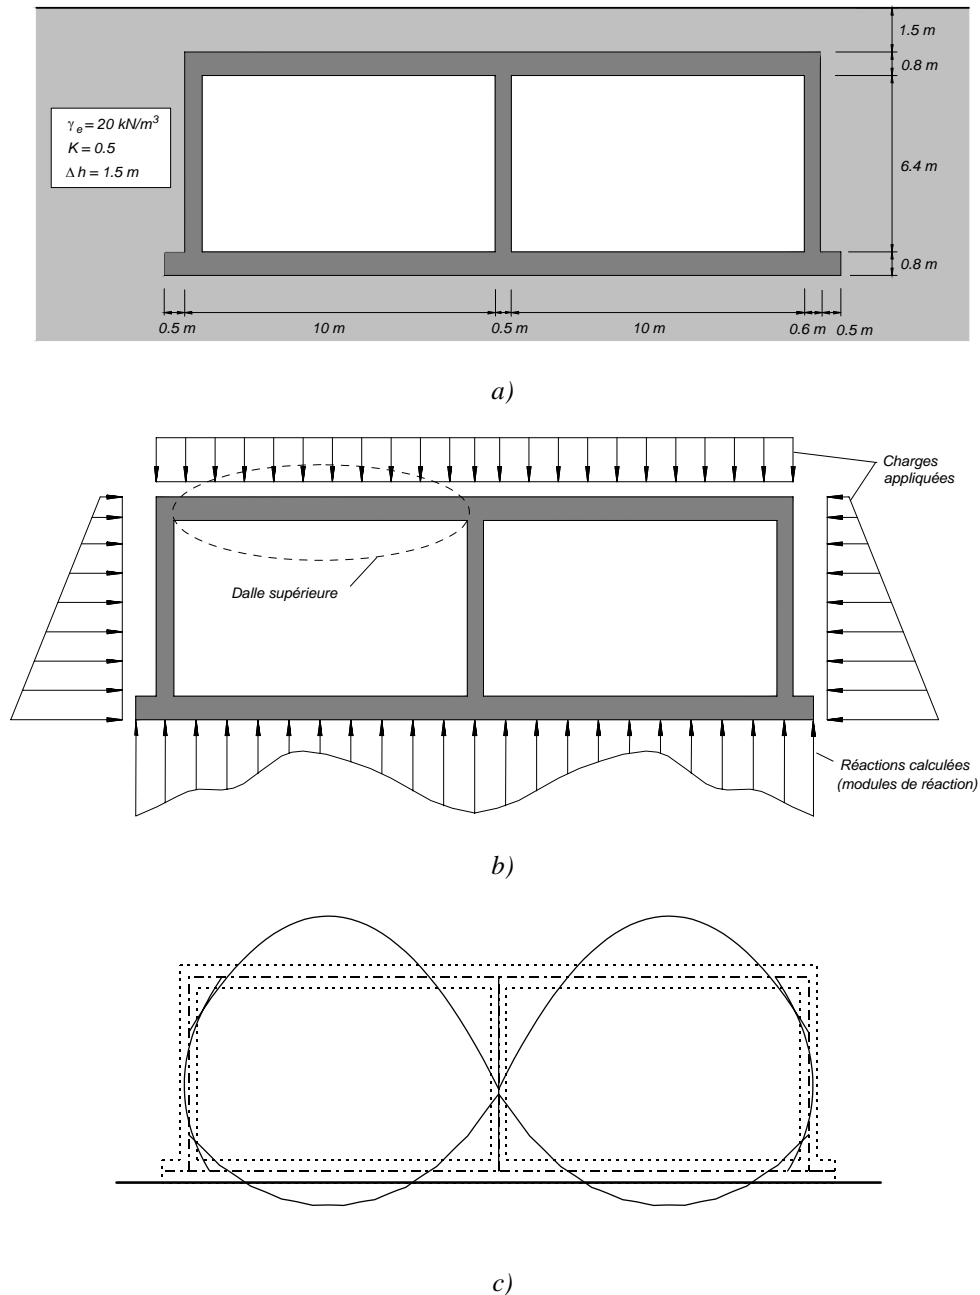 1.5 m
0.8 m
γe = 20 kN/m³
K = 0.5
Δh = 1.5 m
6.4 m
0.8 m
0.5 m
10 m
0.5 m
10 m
0.6 m
0.5 m
a)
Charges
appliquées
Dalle supérieure
Réactions calculées
(modules de réaction)
b)
c)